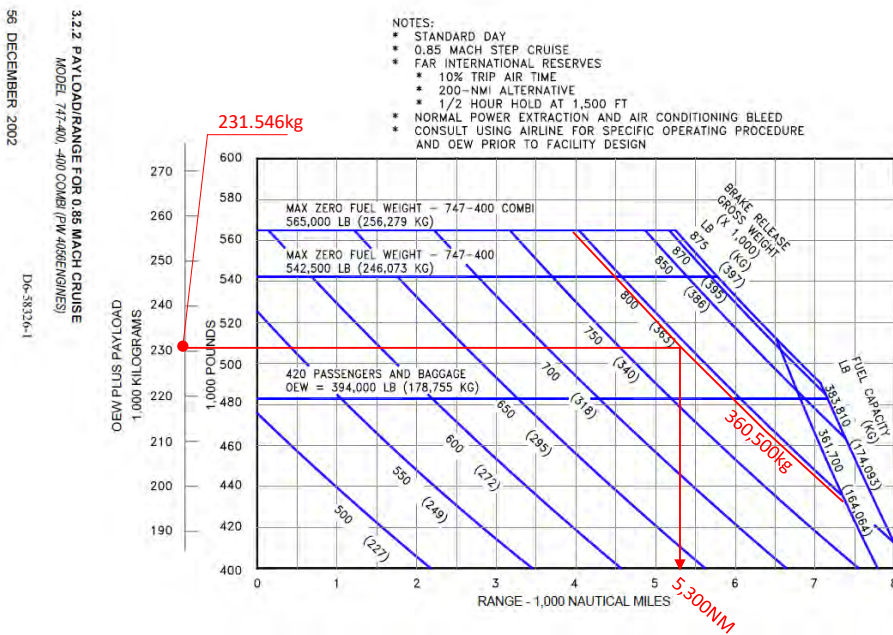 56 DECEMBER 2002
D6-58326-1
3.2.2 PAYLOAD/RANGE FOR 0.85 MACH CRUISE
MODEL 747-400, -400 COMBI (PW 4056ENGINES)
NOTES:
* STANDARD DAY
* 0.85 MACH STEP CRUISE
* FAR INTERNATIONAL RESERVES
* 10% TRIP AIR TIME
* 200-NMI ALTERNATIVE
* 1/2 HOUR HOLD AT 1,500 FT
* NORMAL POWER EXTRACTION AND AIR CONDITIONING BLEED
* CONSULT USING AIRLINE FOR SPECIFIC OPERATING PROCEDURE
AND OEW PRIOR TO FACILITY DESIGN
231.546kg
OEW PLUS PAYLOAD
1,000 KILOGRAMS
270
260
250
240
230
220
210
200
190
1,000 POUNDS
600
580
560
540
520
500
480
460
440
420
400
MAX ZERO FUEL WEIGHT - 747-400 COMBI
565,000 LB (256,279 KG)
MAX ZERO FUEL WEIGHT - 747-400
542,500 LB (246,073 KG)
420 PASSENGERS AND BAGGAGE
OEW = 394,000 LB (178,755 KG)
BRAKE RELEASE
GROSS WEIGHT
(X 1,000)
LB (KG)
875 (397)
870 (395)
850 (386)
800 (363)
750 (340)
700 (318)
650 (295)
600 (272)
550 (249)
500 (227)
FUEL CAPACITY
LB (KG)
383,810 (174,093)
361,700 (164,064)
360,500kg
5,300NM
0 1 2 3 4 5 6 7 8
RANGE - 1,000 NAUTICAL MILES